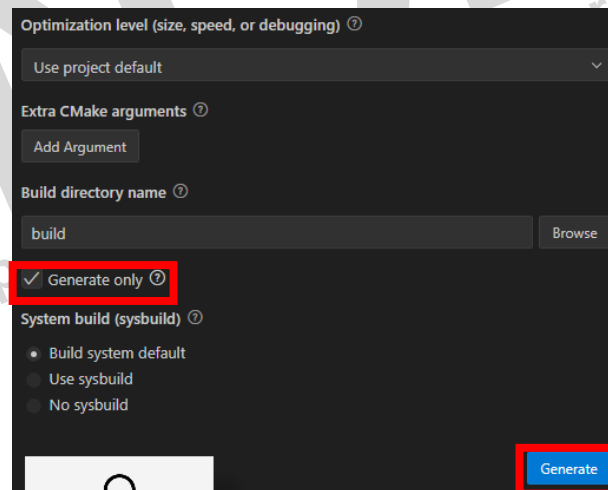 Optimization level (size, speed, or debugging)
Use project default
Extra CMake arguments
Add Argument
Build directory name
build Browse
Generate only
System build (sysbuild)
Build system default
Use sysbuild
No sysbuild
Generate